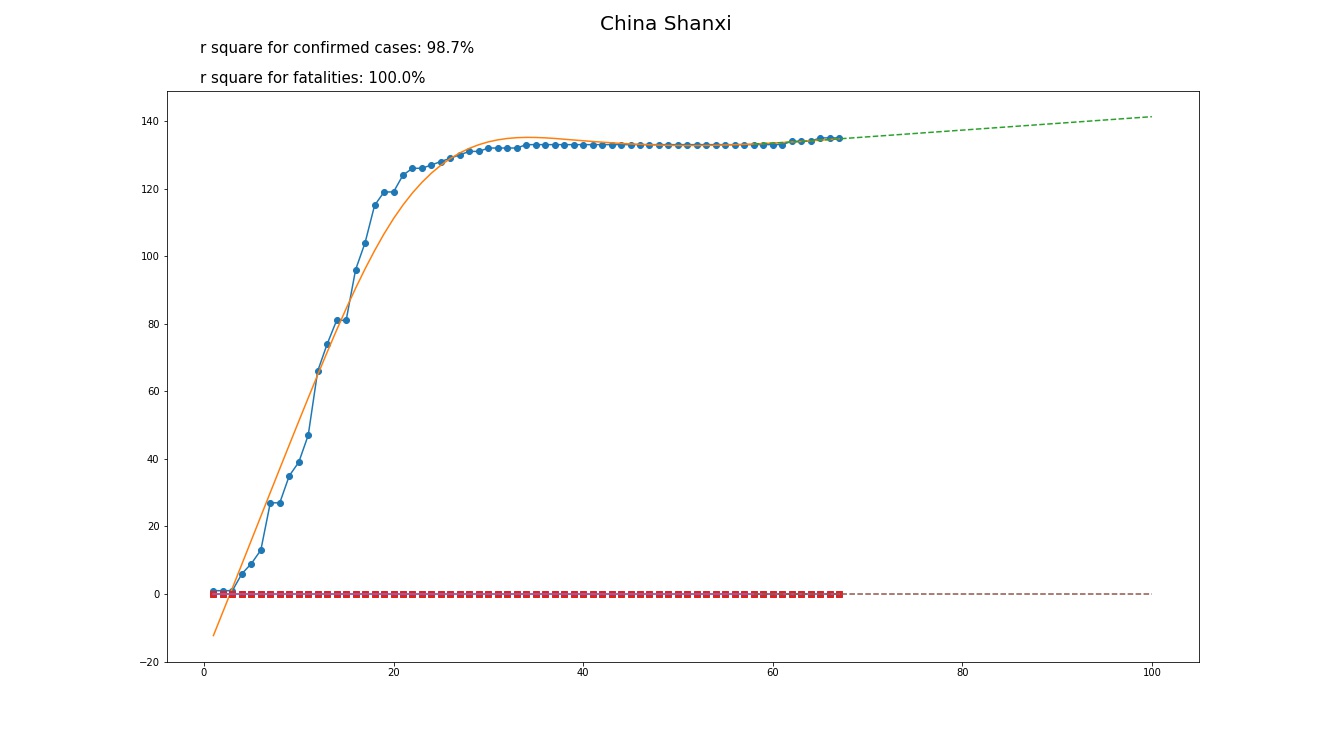 China Shanxi
r square for confirmed cases: 98.7%
r square for fatalities: 100.0%
140
120
100
80
60
40
20
0
−20
0 20 40 60 80 100